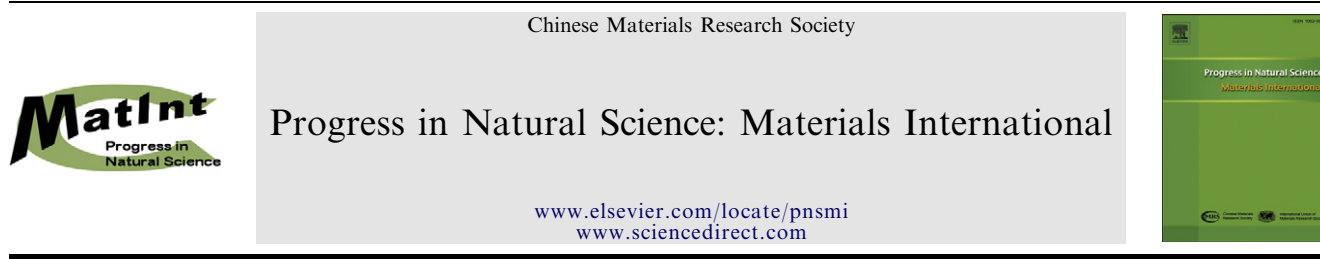 Chinese Materials Research Society
MatInt
Progress in
Natural Science
Progress in Natural Science: Materials International
www.elsevier.com/locate/pnsmi
www.sciencedirect.com
Progress in Natural Science
Materials International